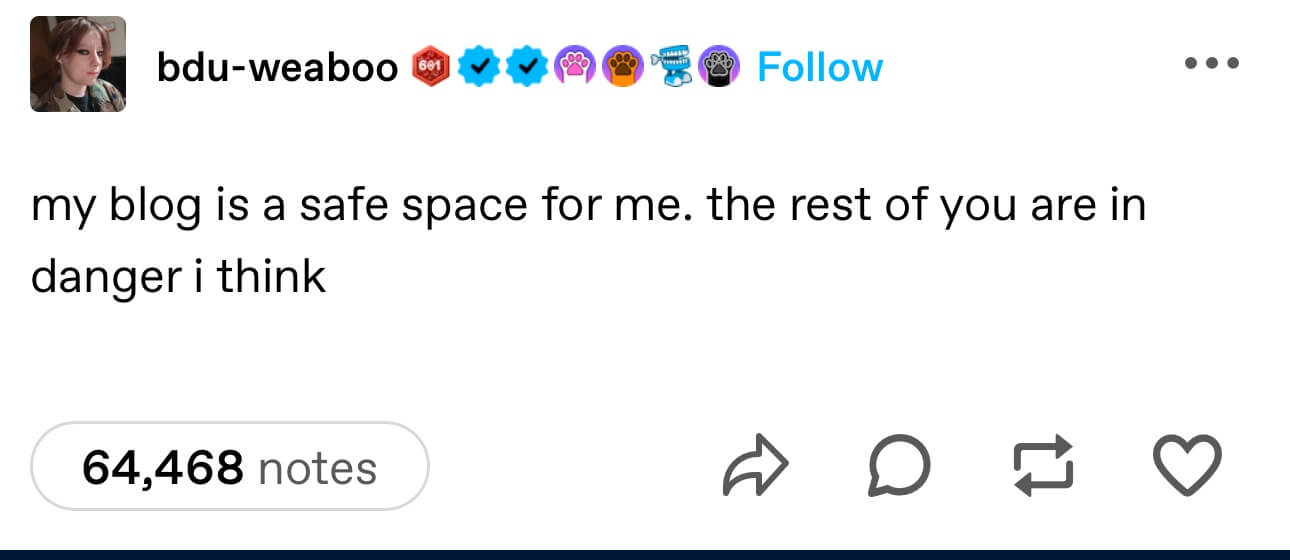 bdu-weaboo 601 Follow
my blog is a safe space for me. the rest of you are in
danger i think
64,468 notes